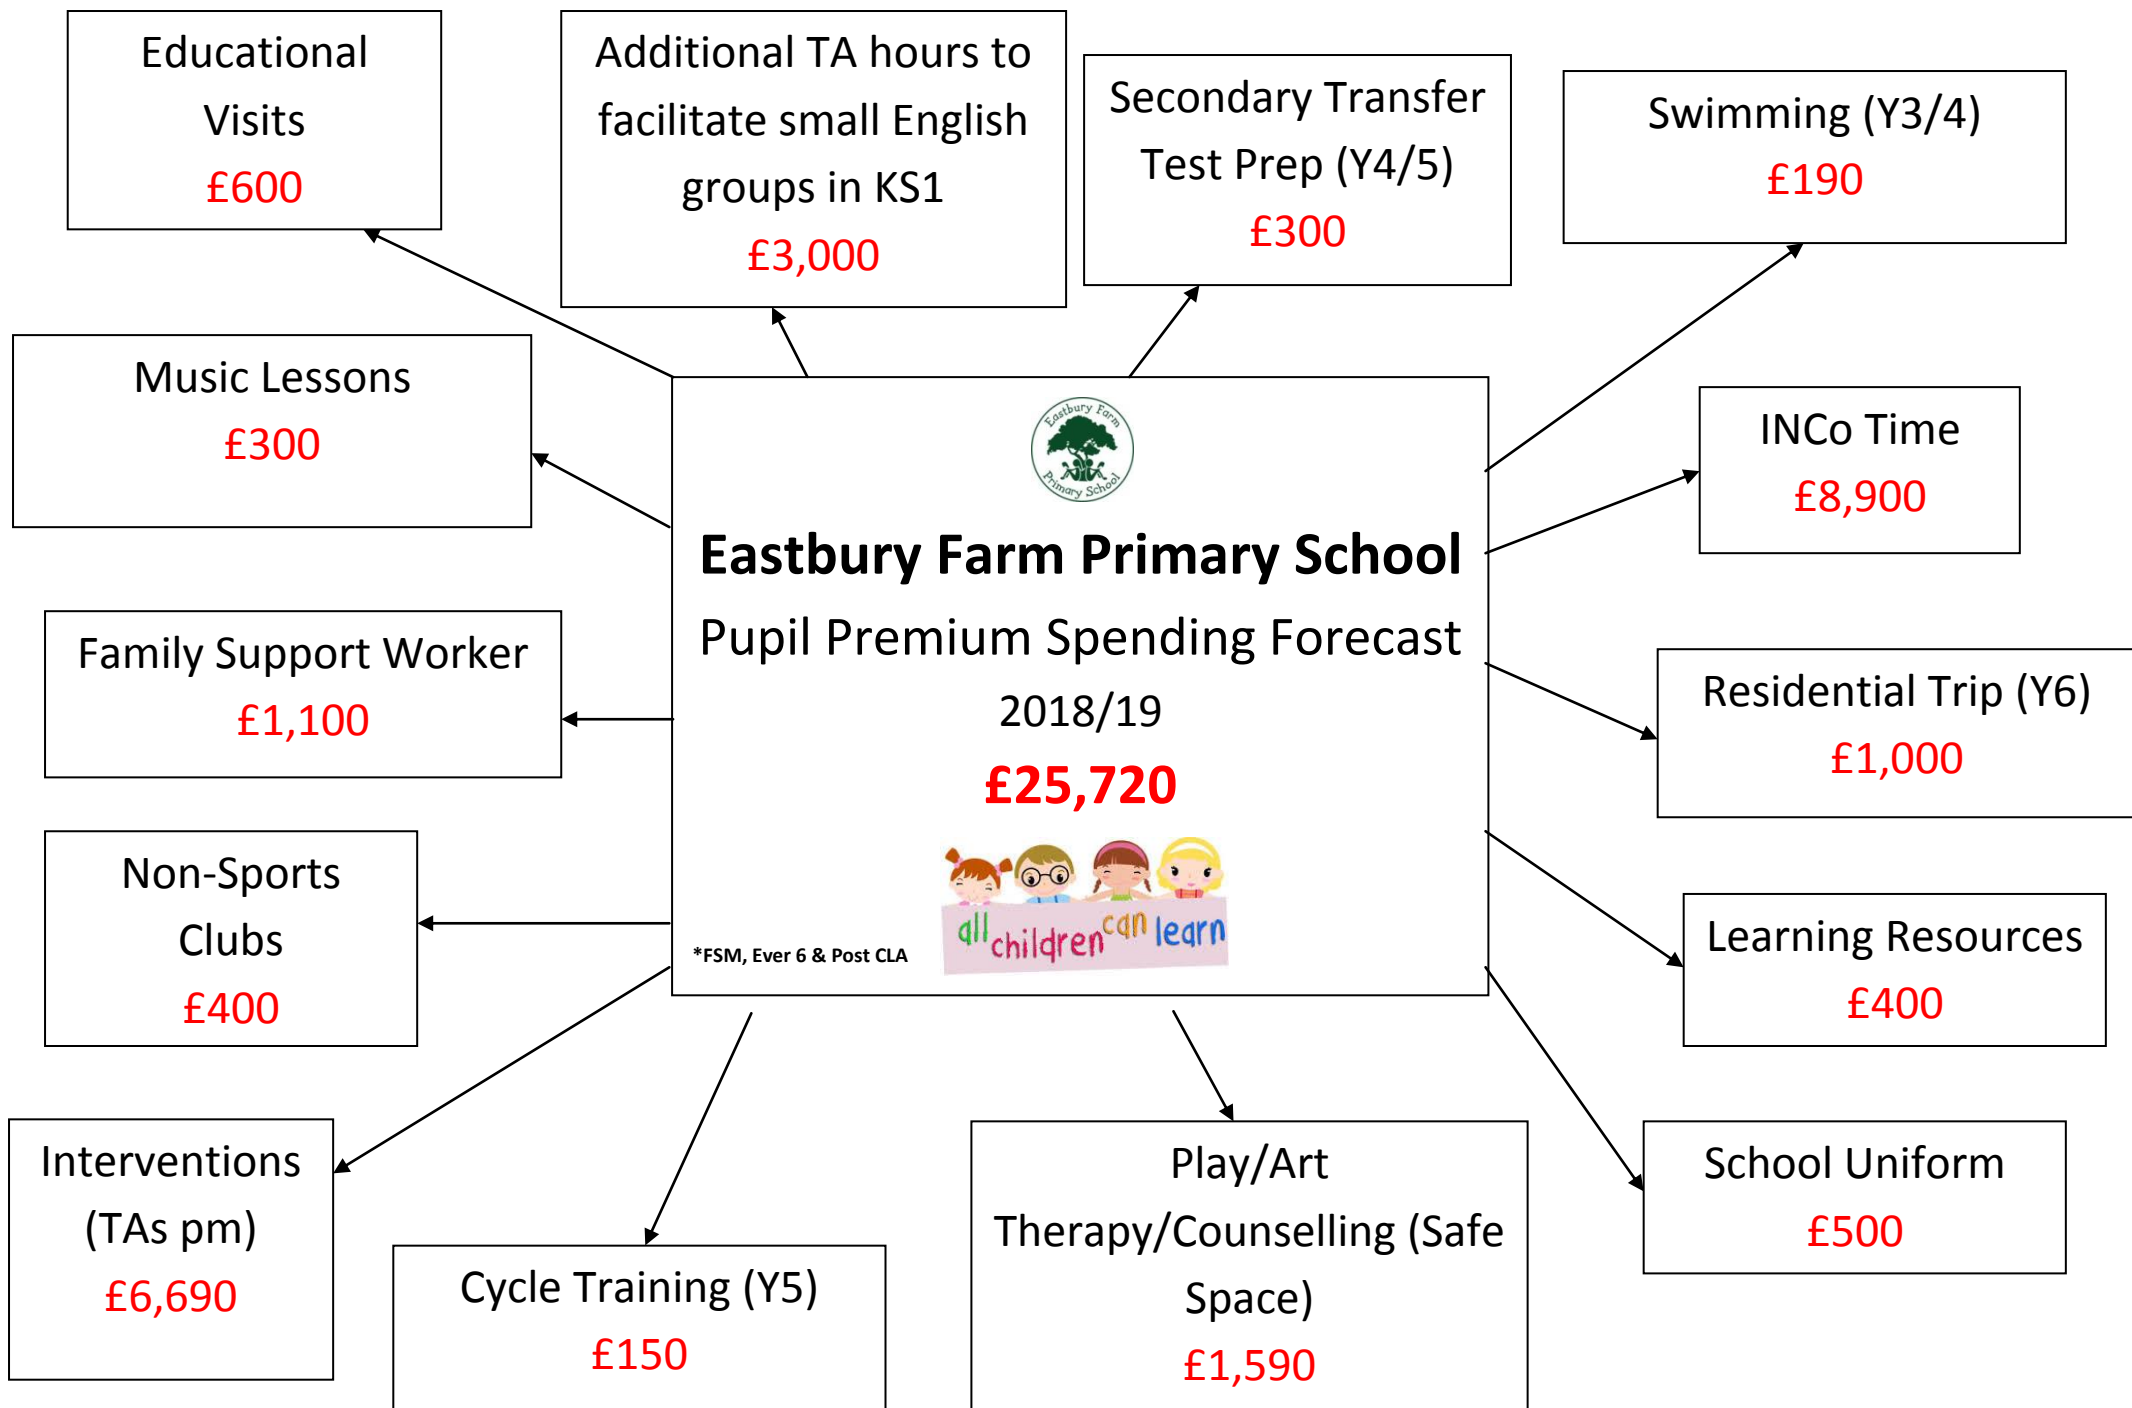 Educational
Visits
£600
Additional TA hours to
facilitate small English
groups in KS1
£3,000
Secondary Transfer
Test Prep (Y4/5)
£300
Swimming (Y3/4)
£190
Music Lessons
£300
Eastbury Farm
Primary School
Eastbury Farm Primary School
Pupil Premium Spending Forecast
2018/19
£25,720
all children can learn
*FSM, Ever 6 & Post CLA
INCo Time
£8,900
Family Support Worker
£1,100
Residential Trip (Y6)
£1,000
Non-Sports
Clubs
£400
Learning Resources
£400
Interventions
(TAs pm)
£6,690
Cycle Training (Y5)
£150
Play/Art
Therapy/Counselling (Safe
Space)
£1,590
School Uniform
£500